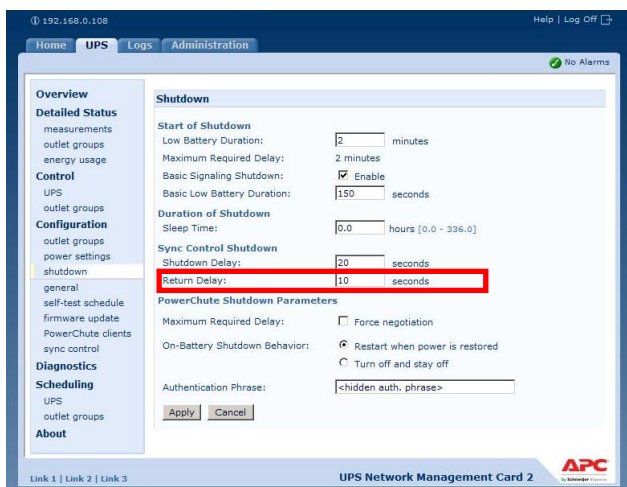 192.168.0.108
Help | Log Off
Home UPS Logs Administration
No Alarms
Overview
Detailed Status
measurements
outlet groups
energy usage
Control
UPS
outlet groups
Configuration
outlet groups
power settings
shutdown
general
self-test schedule
firmware update
PowerChute clients
sync control
Diagnostics
Scheduling
UPS
outlet groups
About
Shutdown
Start of Shutdown
Low Battery Duration: 2 minutes
Maximum Required Delay: 2 minutes
Basic Signaling Shutdown: Enable
Basic Low Battery Duration: 150 seconds
Duration of Shutdown
Sleep Time: 0.0 hours [0.0 - 336.0]
Sync Control Shutdown
Shutdown Delay: 20 seconds
Return Delay: 10 seconds
PowerChute Shutdown Parameters
Maximum Required Delay: Force negotiation
On-Battery Shutdown Behavior: Restart when power is restored
Turn off and stay off
Authentication Phrase: <hidden auth. phrase>
Apply Cancel
Link 1 | Link 2 | Link 3
UPS Network Management Card 2
APC
by Schneider Electric